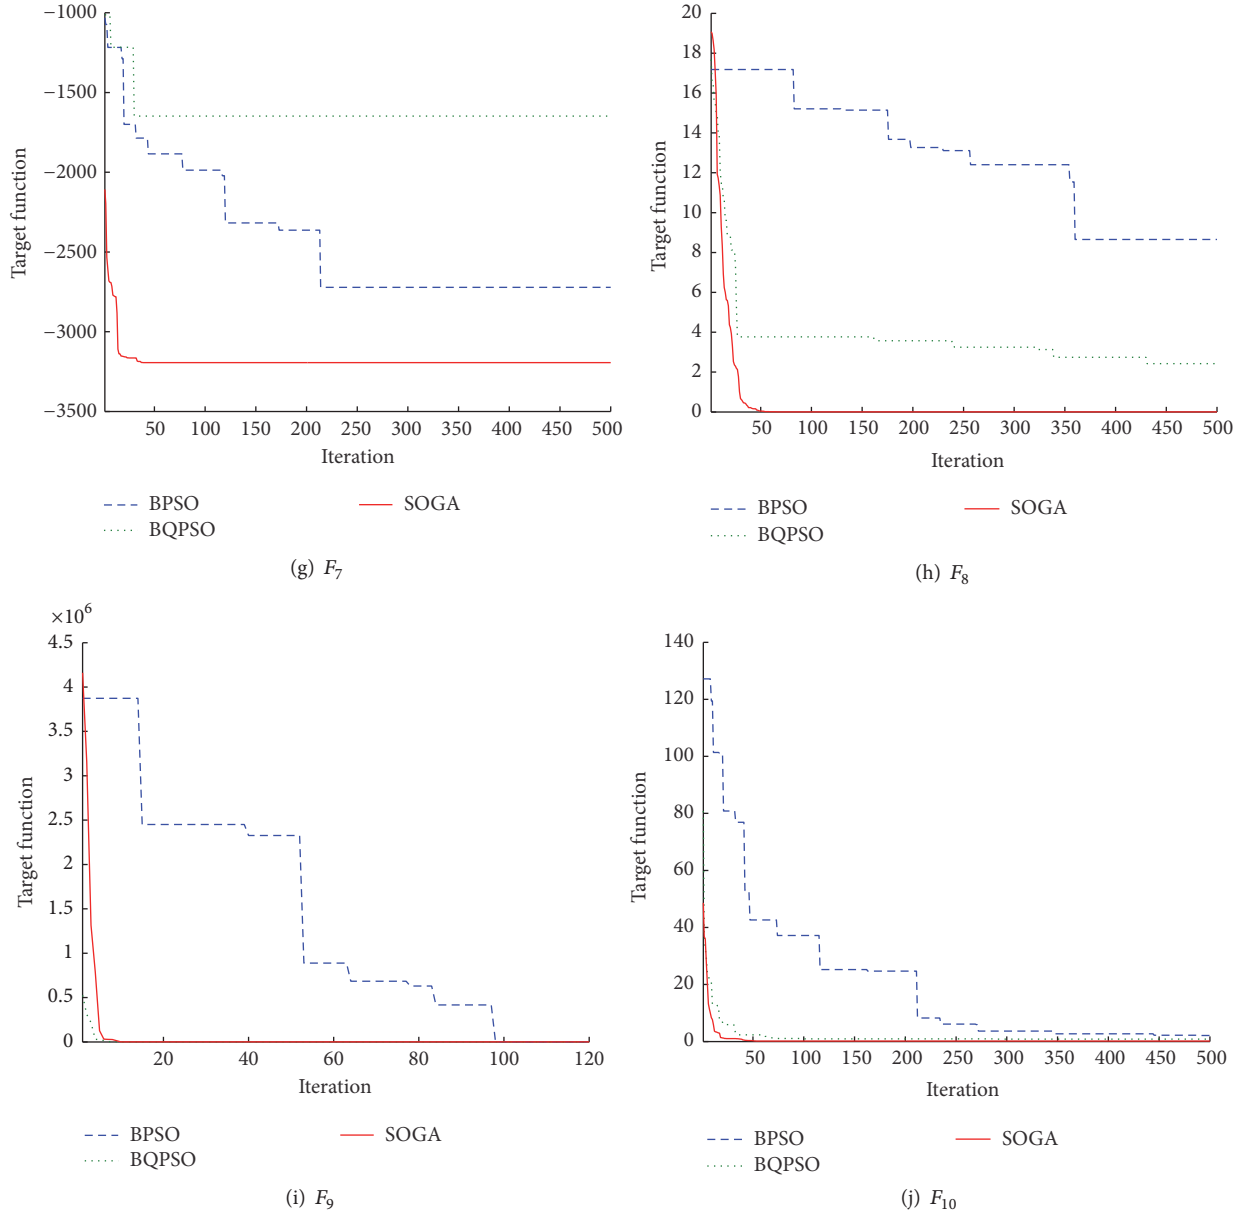 −1000
−1500
−2000
−2500
−3000
−3500
Target function
50 100 150 200 250 300 350 400 450 500
Iteration
BPSO
BQPSO
SOGA
(g) F7
20
18
16
14
12
10
8
6
4
2
0
Target function
50 100 150 200 250 300 350 400 450 500
Iteration
BPSO
BQPSO
SOGA
(h) F8
×10^6
4.5
4
3.5
3
2.5
2
1.5
1
0.5
0
Target function
20 40 60 80 100 120
Iteration
BPSO
BQPSO
SOGA
(i) F9
140
120
100
80
60
40
20
0
Target function
50 100 150 200 250 300 350 400 450 500
Iteration
BPSO
BQPSO
SOGA
(j) F10